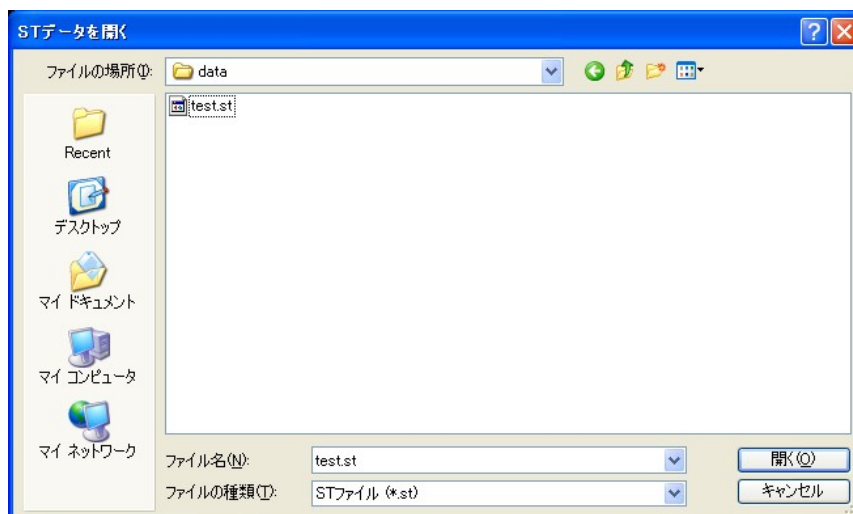 STデータを開く
ファイルの場所(I):
data
test.st
Recent
デスクトップ
マイ ドキュメント
マイ コンピュータ
マイ ネットワーク
ファイル名(N):
test.st
開く(O)
ファイルの種類(T):
STファイル (*.st)
キャンセル